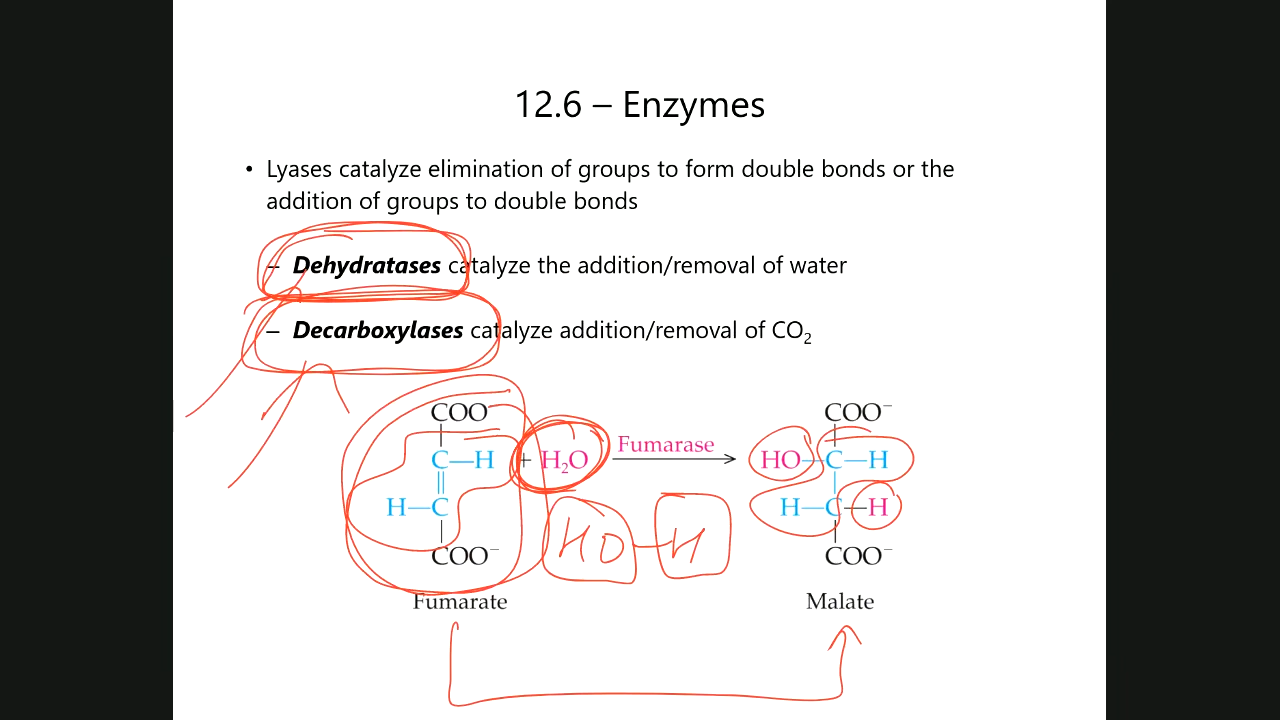 12.6 – Enzymes
• Lyases catalyze elimination of groups to form double bonds or the
addition of groups to double bonds
– Dehydratases catalyze the addition/removal of water
– Decarboxylases catalyze addition/removal of CO₂
COO COO⁻
C—H + H₂O Fumarase HO—C—H
H—C H—C—H
HO—H
COO⁻ COO⁻
Fumarate Malate